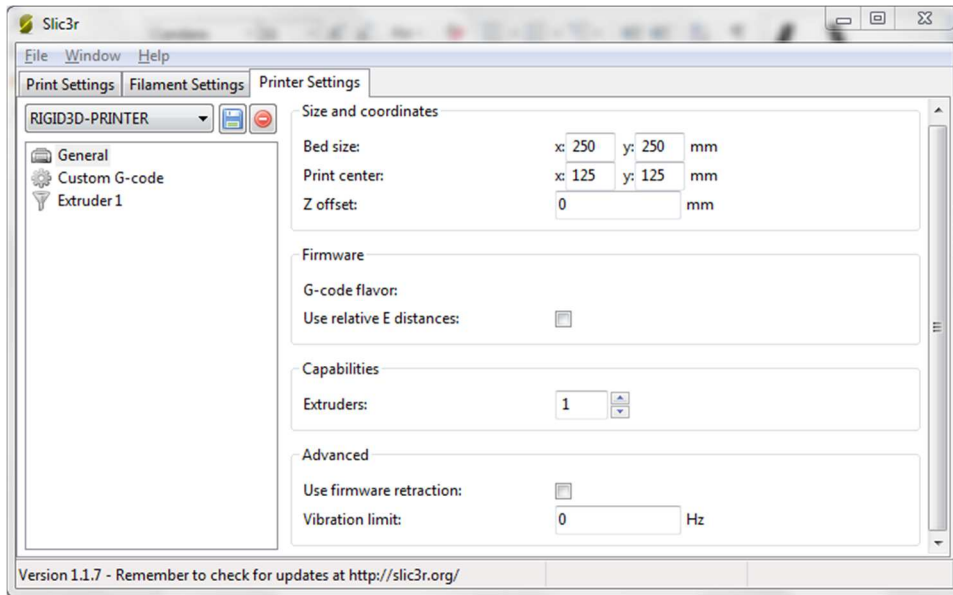 Slic3r
File Window Help
Print Settings Filament Settings Printer Settings
RIGID3D-PRINTER
General
Custom G-code
Extruder 1
Size and coordinates
Bed size: x: 250 y: 250 mm
Print center: x: 125 y: 125 mm
Z offset: 0 mm
Firmware
G-code flavor:
Use relative E distances:
Capabilities
Extruders: 1
Advanced
Use firmware retraction:
Vibration limit: 0 Hz
Version 1.1.7 - Remember to check for updates at http://slic3r.org/